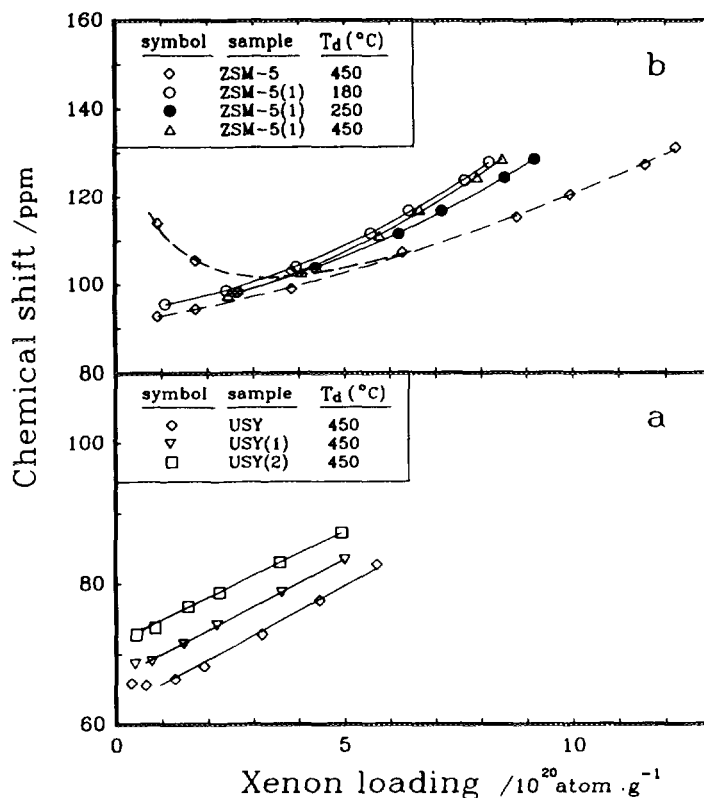 160
140
120
100
80
b
symbol sample Td (°C)
◇ ZSM-5 450
○ ZSM-5(1) 180
● ZSM-5(1) 250
△ ZSM-5(1) 450
Chemical shift /ppm
a
symbol sample Td (°C)
◇ USY 450
▽ USY(1) 450
□ USY(2) 450
100
80
60
0 5 10
Xenon loading /10²⁰ atom·g⁻¹